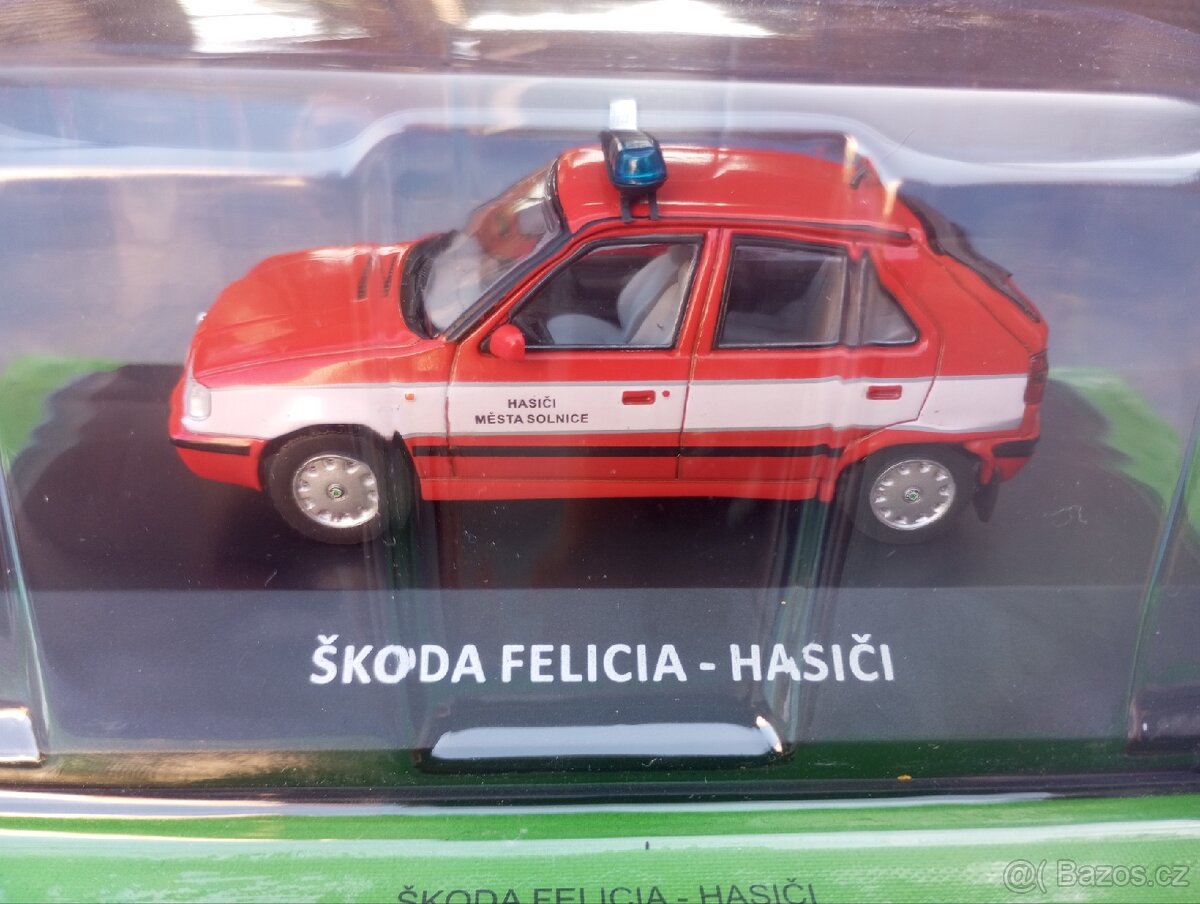 HASIČI
MĚSTA SOLNICE
ŠKODA FELICIA - HASIČI
ŠKODA FELICIA - HASIČI
@( Bazos.cz